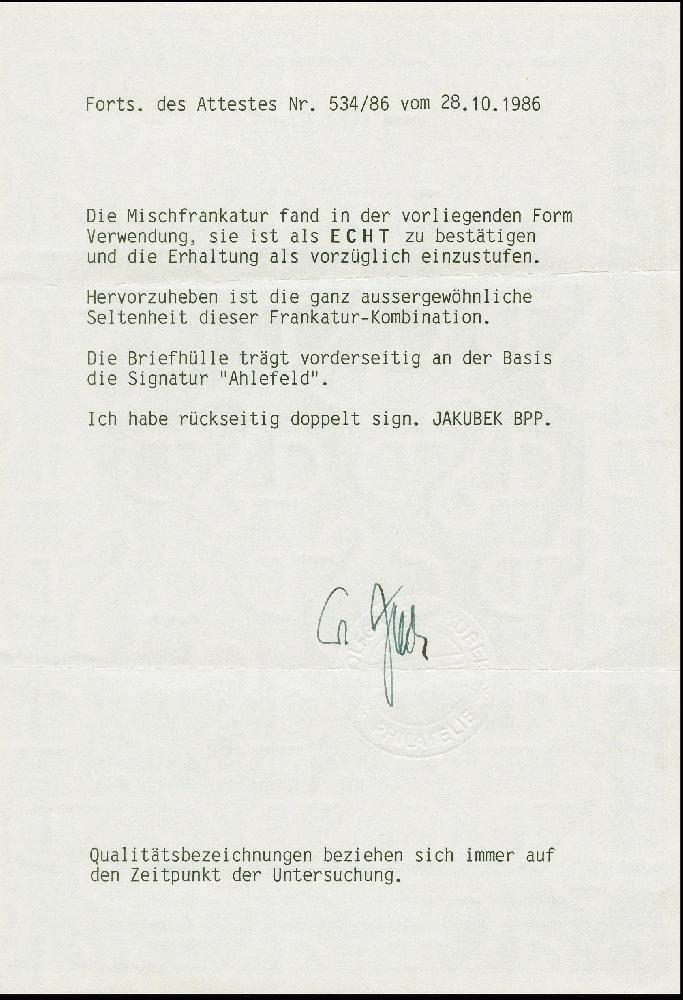 Forts. des Attestes Nr. 534/86 vom 28.10.1986
Die Mischfrankatur fand in der vorliegenden Form
Verwendung, sie ist als ECHT zu bestätigen
und die Erhaltung als vorzüglich einzustufen.
Hervorzuheben ist die ganz aussergewöhnliche
Seltenheit dieser Frankatur-Kombination.
Die Briefhülle trägt vorderseitig an der Basis
die Signatur "Ahlefeld".
Ich habe rückseitig doppelt sign. JAKUBEK BPP.
PHILATELIE
Qualitätsbezeichnungen beziehen sich immer auf
den Zeitpunkt der Untersuchung.